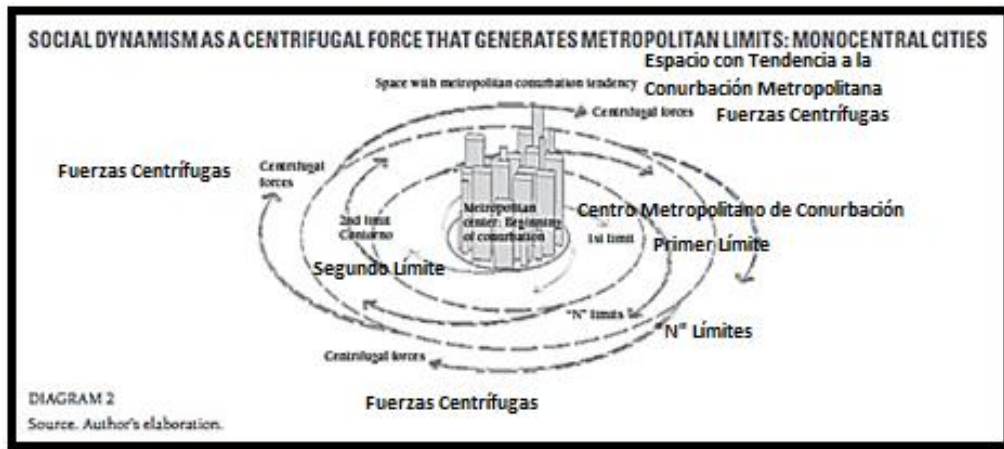 SOCIAL DYNAMISM AS A CENTRIFUGAL FORCE THAT GENERATES METROPOLITAN LIMITS: MONOCENTRAL CITIES
Espacio con Tendencia a la
Conurbación Metropolitana
Space with metropolitan conurbation tendency
Centrifugal forces
Fuerzas Centrífugas
Fuerzas Centrífugas
Centrifugal
forces
Metropolitan
center: Beginning
of conurbation
Centro Metropolitano de Conurbación
2nd limit
Contorno
1st limit
Primer Límite
Segundo Limite
"N" limits
"N" Límites
Centrifugal forces
Fuerzas Centrífugas
DIAGRAM 2
Source. Author's elaboration.